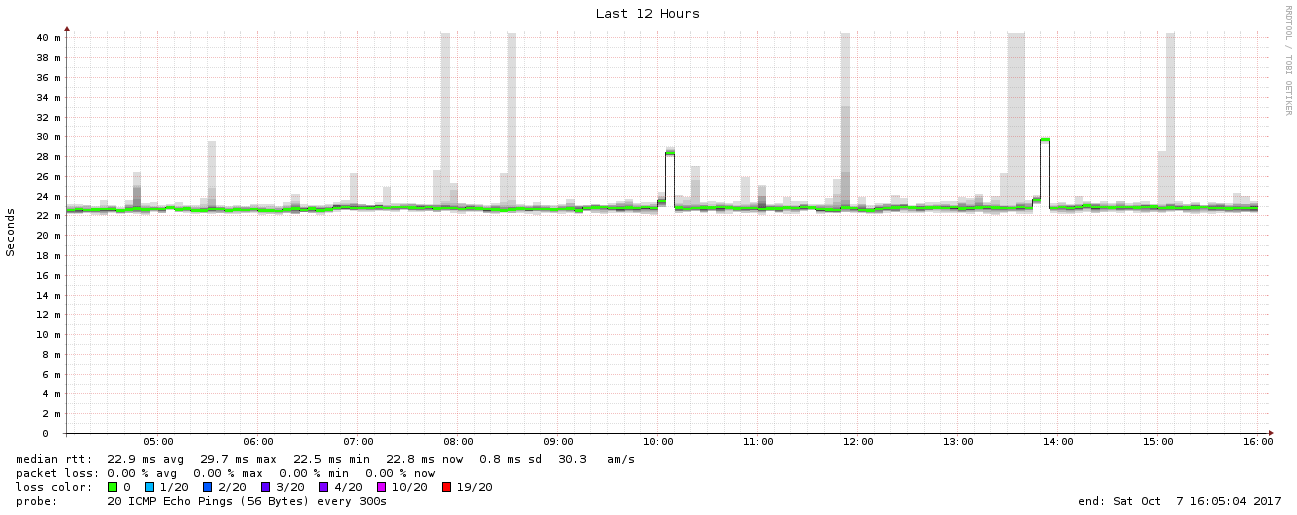 Last 12 Hours
RRDTOOL / TOBI OETIKER
Seconds
40 m
38 m
36 m
34 m
32 m
30 m
28 m
26 m
24 m
22 m
20 m
18 m
16 m
14 m
12 m
10 m
8 m
6 m
4 m
2 m
0
05:00 06:00 07:00 08:00 09:00 10:00 11:00 12:00 13:00 14:00 15:00 16:00
median rtt: 22.9 ms avg 29.7 ms max 22.5 ms min 22.8 ms now 0.8 ms sd 30.3 am/s
packet loss: 0.00 % avg 0.00 % max 0.00 % min 0.00 % now
loss color: 0 1/20 2/20 3/20 4/20 10/20 19/20
probe: 20 ICMP Echo Pings (56 Bytes) every 300s end: Sat Oct 7 16:05:04 2017